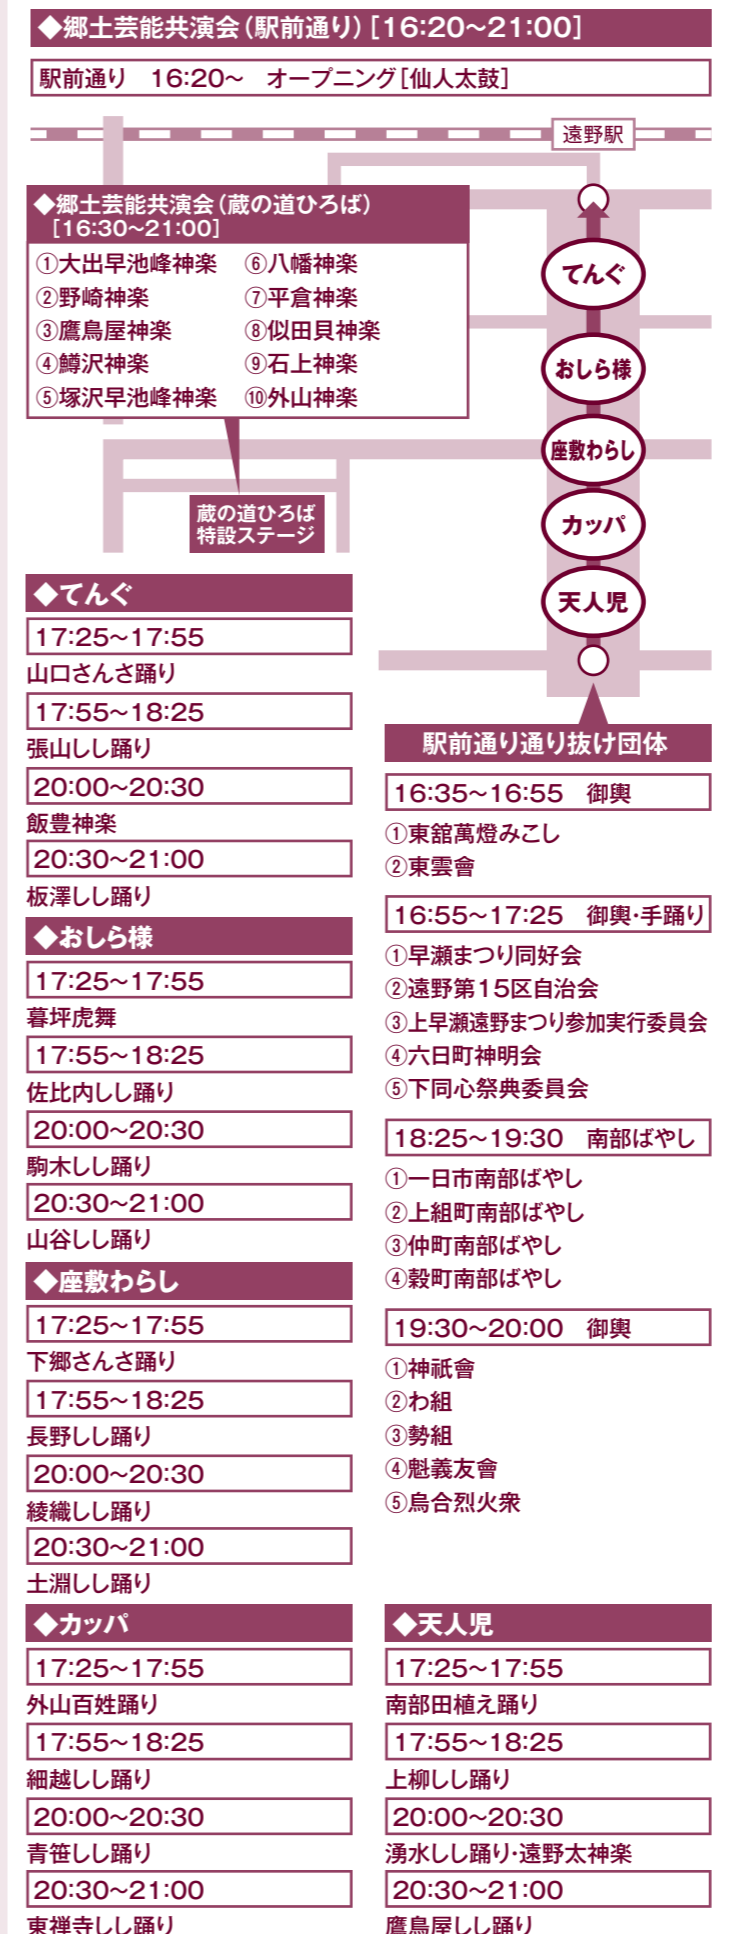 ◆郷土芸能共演会（駅前通り）［16:20〜21:00］
駅前通り　16:20〜　オープニング［仙人太鼓］
遠野駅
◆郷土芸能共演会（蔵の道ひろば）
［16:30〜21:00］
①大出早池峰神楽　⑥八幡神楽
②野崎神楽　⑦平倉神楽
③鷹鳥屋神楽　⑧似田貝神楽
④鱒沢神楽　⑨石上神楽
⑤塚沢早池峰神楽　⑩外山神楽
蔵の道ひろば
特設ステージ
てんぐ
おしら様
座敷わらし
カッパ
天人児
◆てんぐ
17:25〜17:55
山口さんさ踊り
17:55〜18:25
張山しし踊り
20:00〜20:30
飯豊神楽
20:30〜21:00
板澤しし踊り
◆おしら様
17:25〜17:55
暮坪虎舞
17:55〜18:25
佐比内しし踊り
20:00〜20:30
駒木しし踊り
20:30〜21:00
山谷しし踊り
◆座敷わらし
17:25〜17:55
下郷さんさ踊り
17:55〜18:25
長野しし踊り
20:00〜20:30
綾織しし踊り
20:30〜21:00
土淵しし踊り
駅前通り通り抜け団体
16:35〜16:55　御輿
①東舘萬燈みこし
②東雲會
16:55〜17:25　御輿・手踊り
①早瀬まつり同好会
②遠野第15区自治会
③上早瀬遠野まつり参加実行委員会
④六日町神明会
⑤下同心祭典委員会
18:25〜19:30　南部ばやし
①一日市南部ばやし
②上組町南部ばやし
③仲町南部ばやし
④穀町南部ばやし
19:30〜20:00　御輿
①神祇會
②わ組
③勢組
④魁義友會
⑤烏合烈火衆
◆カッパ
17:25〜17:55
外山百姓踊り
17:55〜18:25
細越しし踊り
20:00〜20:30
青笹しし踊り
20:30〜21:00
東禅寺しし踊り
◆天人児
17:25〜17:55
南部田植え踊り
17:55〜18:25
上柳しし踊り
20:00〜20:30
湧水しし踊り・遠野太神楽
20:30〜21:00
鷹鳥屋しし踊り